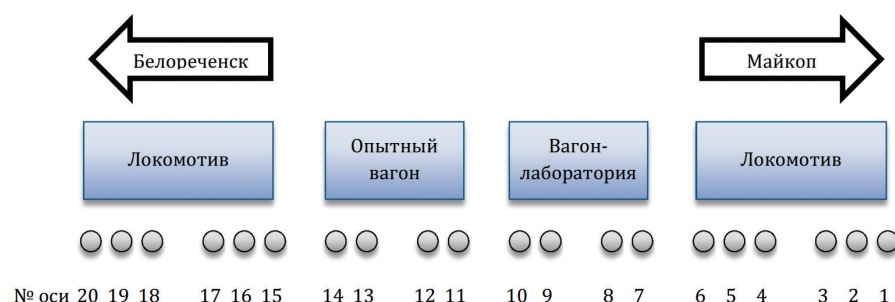 Белореченск
Майкоп
Локомотив
Опытный
вагон
Вагон-
лаборатория
Локомотив
№ оси 20 19 18 17 16 15 14 13 12 11 10 9 8 7 6 5 4 3 2 1